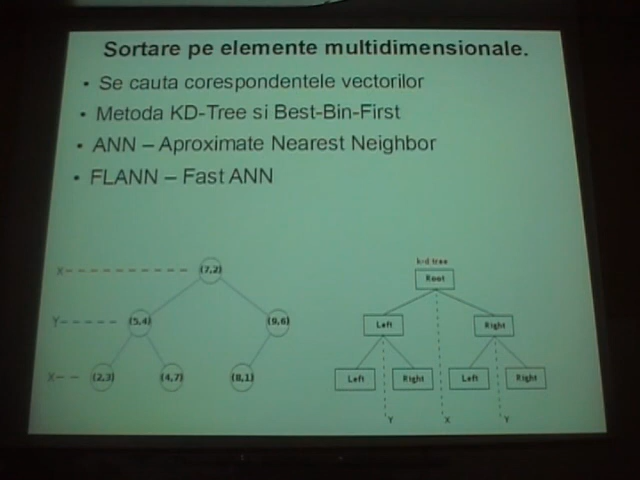 Sortare pe elemente multidimensionale.
• Se cauta corespondentele vectorilor
• Metoda KD-Tree si Best-Bin-First
• ANN – Aproximate Nearest Neighbor
• FLANN – Fast ANN
k-d tree
X (7,2) Root
Y (5,4) (9,6) Left Right
X (2,3) (4,7) (8,1) Left Right Left Right
Y X Y